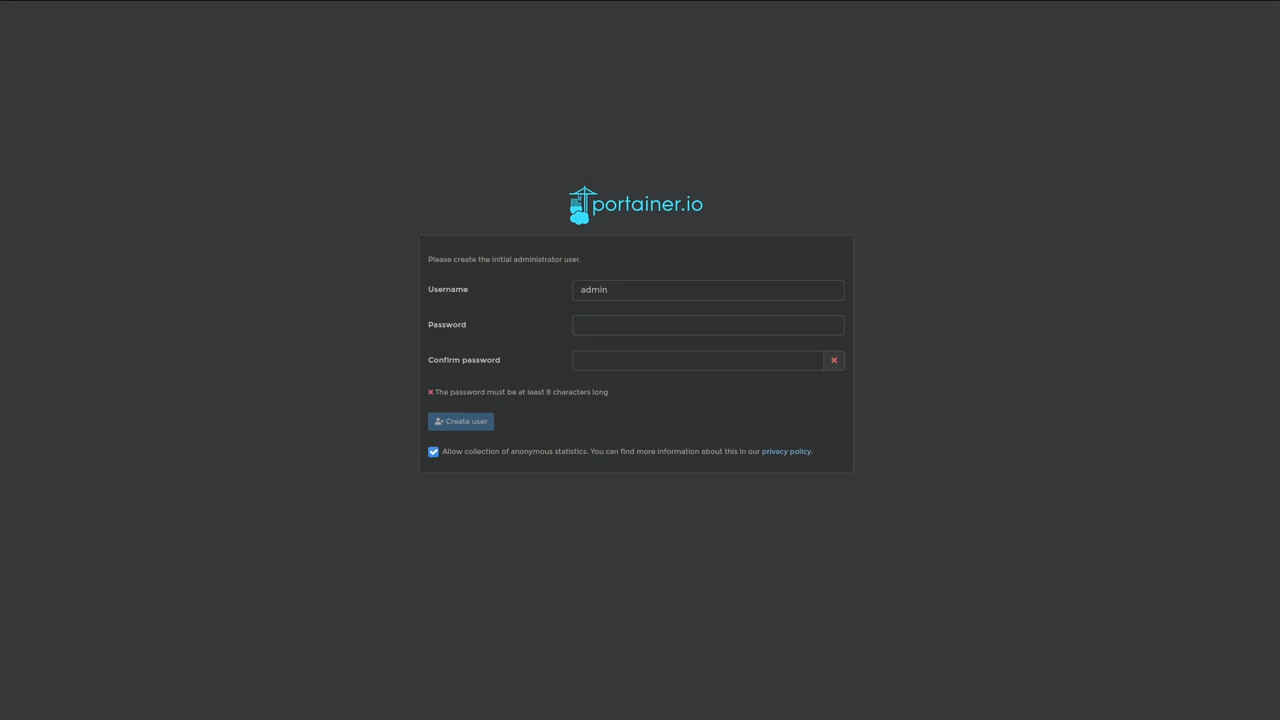 portainer.io
Please create the initial administrator user.
Username
admin
Password
Confirm password
The password must be at least 8 characters long
Create user
Allow collection of anonymous statistics. You can find more information about this in our privacy policy.